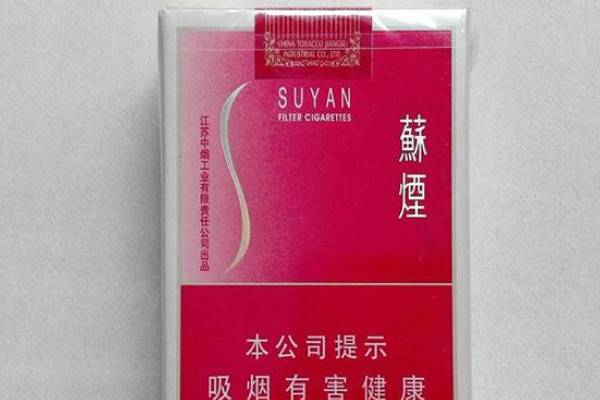 CHINA TOBACCO JIANGSU
INDUSTRIAL CO., LTD.
SUYAN
FILTER CIGARETTES
蘇煙
江苏中烟工业有限责任公司出品
本公司提示
吸烟有害健康